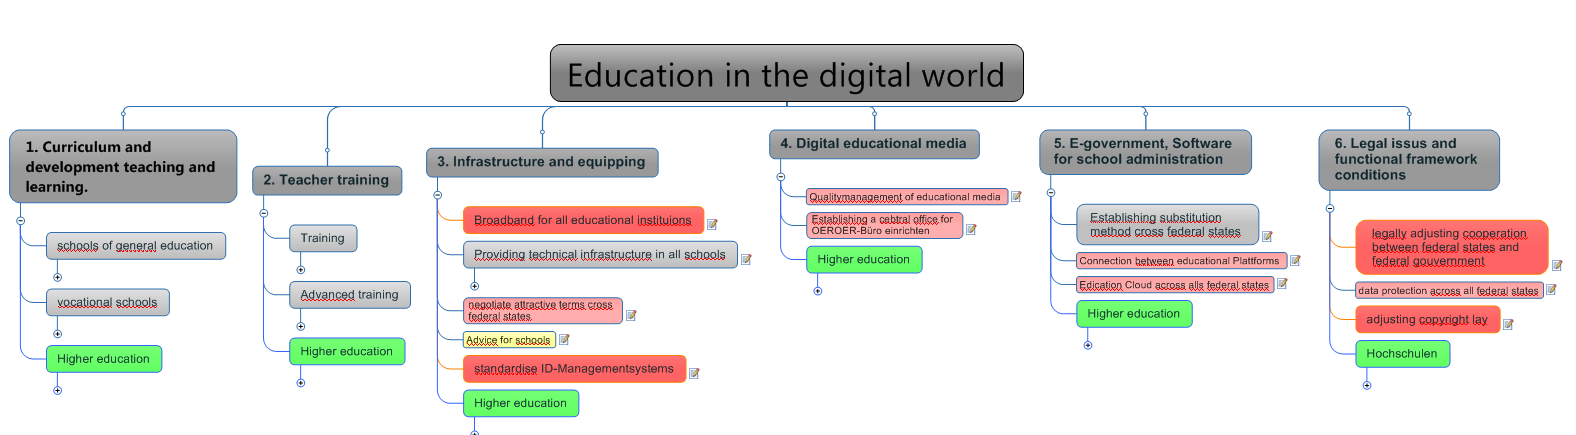 Education in the digital world
1. Curriculum and
development teaching and
learning.
schools of general education
vocational schools
Higher education
2. Teacher training
Training
Advanced training
Higher education
3. Infrastructure and equipping
Broadband for all educational instituions
Providing technical infrastructure in all schools
negotiate attractive terms cross
federal states
Advice for schools
standardise ID-Managementsystems
Higher education
4. Digital educational media
Qualitymanagement of educational media
Establishing a cebtral office for
OEROER-Büro einrichten
Higher education
5. E-government, Software
for school administration
Establishing substitution
method cross federal states
Connection between educational Plattforms
Edication Cloud across alls federal states
Higher education
6. Legal issus and
functional framework
conditions
legally adjusting cooperation
between federal states and
federal gouvernment
data protection across all federal states
adjusting copyright lay
Hochschulen